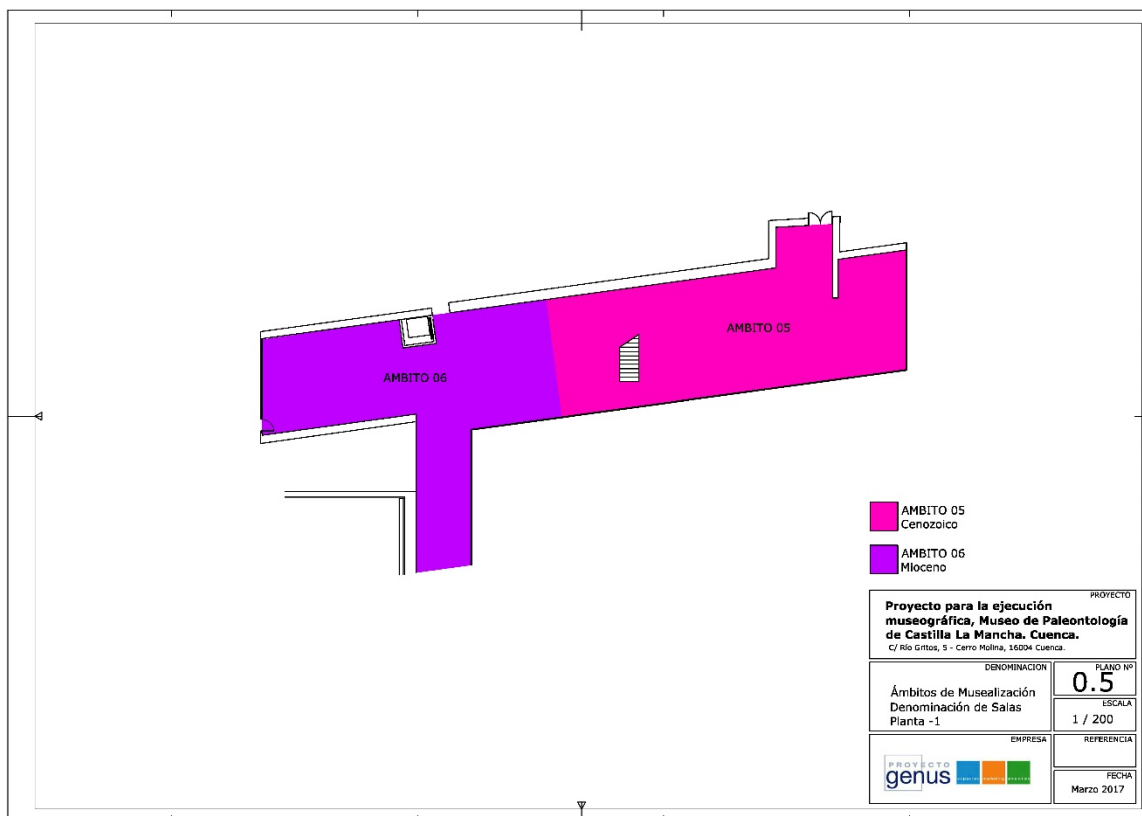 AMBITO 05
AMBITO 06
AMBITO 05
Cenozoico
AMBITO 06
Mioceno
PROYECTO
Proyecto para la ejecución
museográfica, Museo de Paleontología
de Castilla La Mancha. Cuenca.
C/ Río Gritos, 5 - Cerro Molina, 16004 Cuenca.
DENOMINACION
Ámbitos de Musealización
Denominación de Salas
Planta -1
PLANO Nº
0.5
ESCALA
1 / 200
EMPRESA
PROYECTO
genus
REFERENCIA
FECHA
Marzo 2017